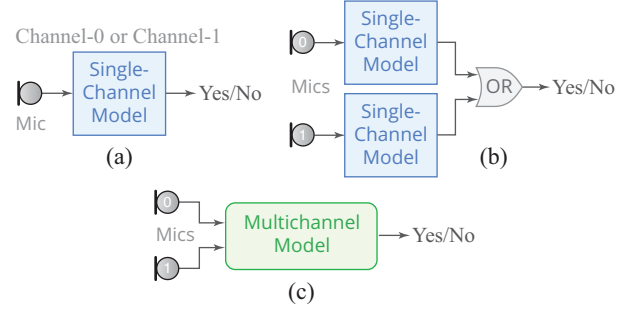 Channel-0 or Channel-1
Mic
Single-
Channel
Model
Yes/No
(a)
0
Mics
1
Single-
Channel
Model
Single-
Channel
Model
OR
Yes/No
(b)
0
Mics
1
Multichannel
Model
Yes/No
(c)